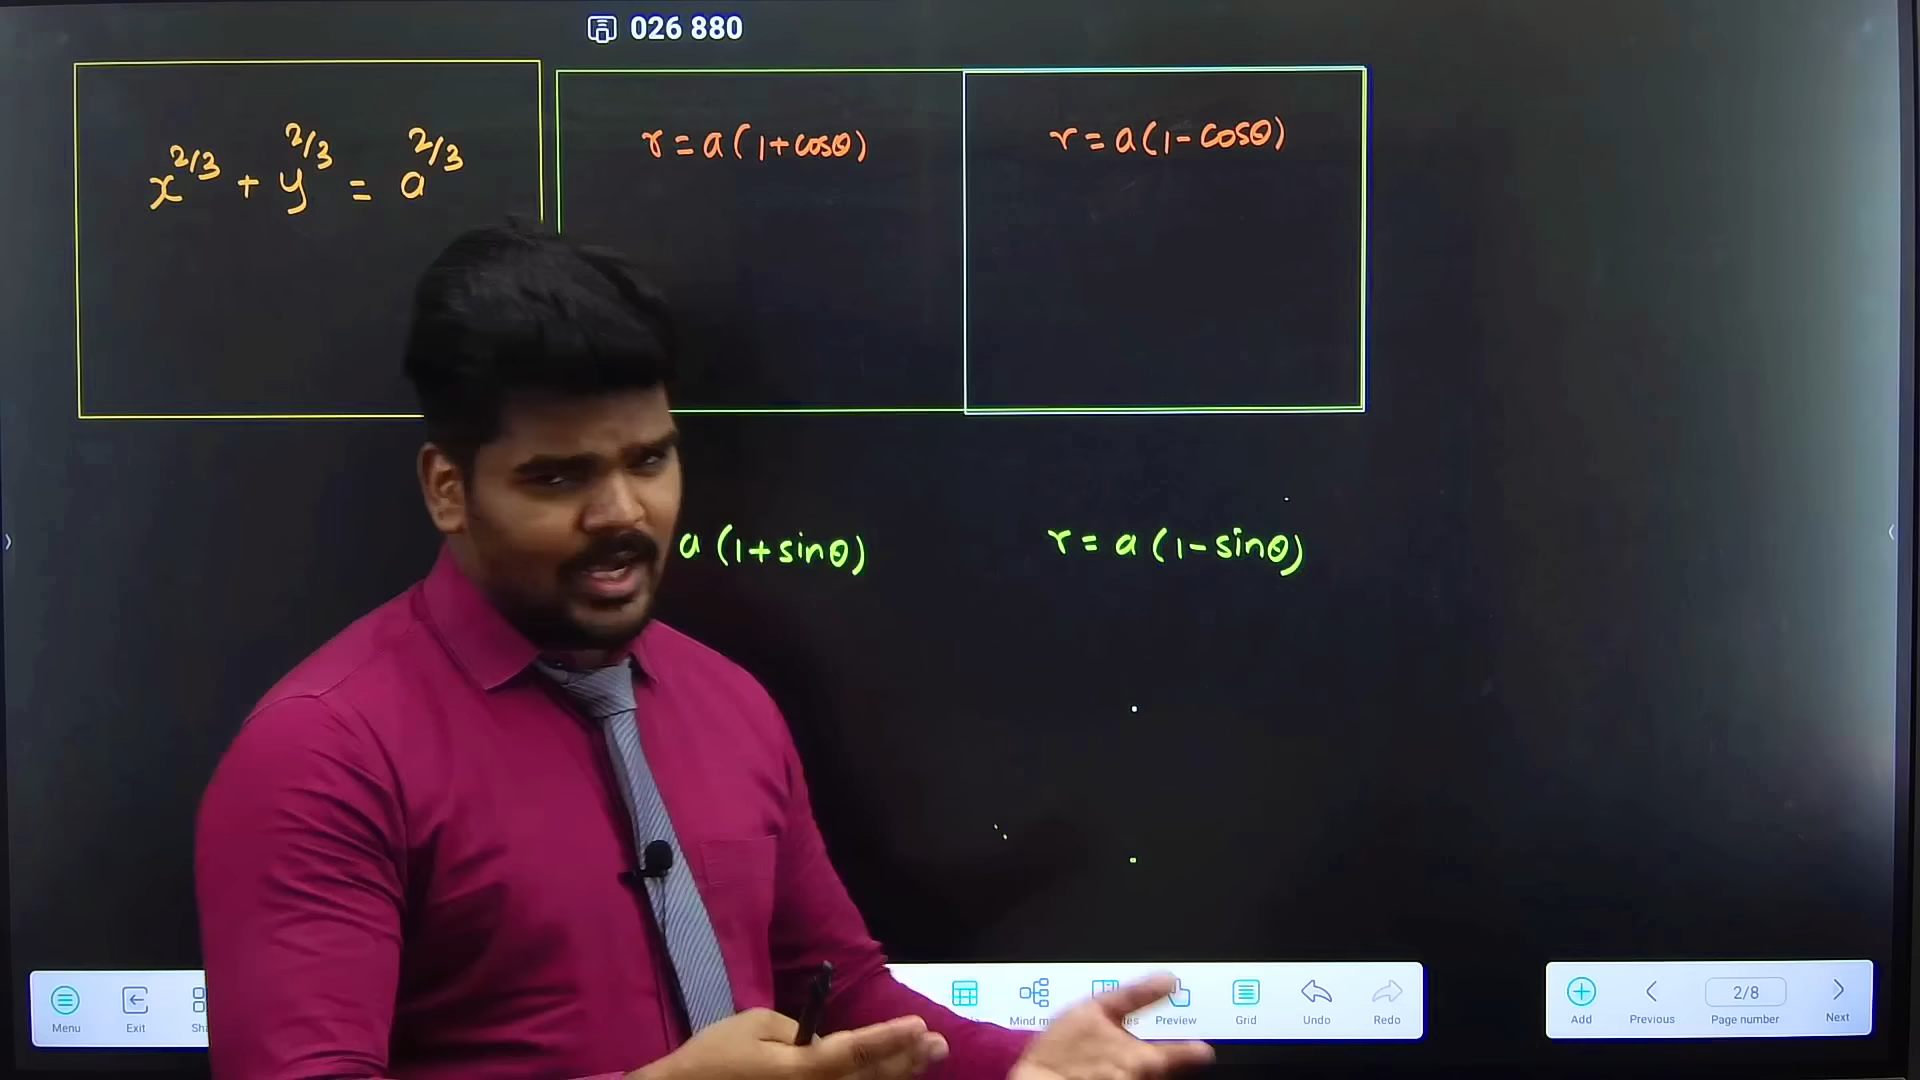 026 880
x^{2/3} + y^{2/3} = a^{2/3}
r = a (1 + cosθ)
r = a (1 - cosθ)
a (1 + sinθ)
r = a (1 - sinθ)
Menu
Exit
Preview
Grid
Undo
Redo
Add
Previous
2/8
Page number
Next